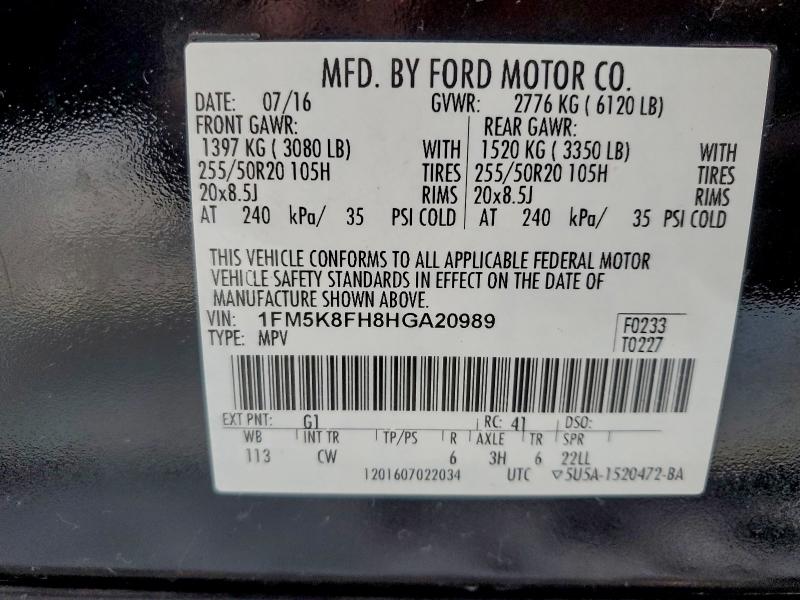 MFD. BY FORD MOTOR CO.
DATE: 07/16 GVWR: 2776 KG ( 6120 LB)
FRONT GAWR: REAR GAWR:
1397 KG ( 3080 LB) WITH 1520 KG ( 3350 LB) WITH
255/50R20 105H TIRES 255/50R20 105H TIRES
20x8.5J RIMS 20x8.5J RIMS
AT 240 kPa/ 35 PSI COLD AT 240 kPa/ 35 PSI COLD
THIS VEHICLE CONFORMS TO ALL APPLICABLE FEDERAL MOTOR
VEHICLE SAFETY STANDARDS IN EFFECT ON THE DATE OF
MANUFACTURE SHOWN ABOVE.
VIN: 1FM5K8FH8HGA20989 F0233
TYPE: MPV T0227
EXT PNT: G1 RC: 41 DSO:
WB INT TR TP/PS R AXLE TR SPR
113 CW 6 3H 6 22LL
1201607022034 UTC ▽5U5A-1520472-BA